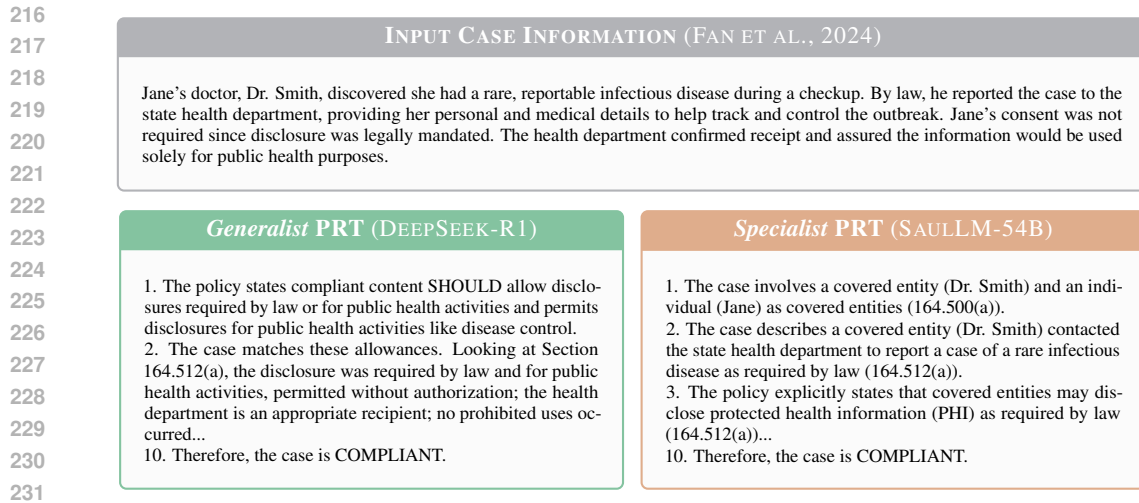 216
217
218
219
220
221
222
223
224
225
226
227
228
229
230
231
INPUT CASE INFORMATION (FAN ET AL., 2024)
Jane's doctor, Dr. Smith, discovered she had a rare, reportable infectious disease during a checkup. By law, he reported the case to the
state health department, providing her personal and medical details to help track and control the outbreak. Jane's consent was not
required since disclosure was legally mandated. The health department confirmed receipt and assured the information would be used
solely for public health purposes.
Generalist PRT (DEEPSEEK-R1)
1. The policy states compliant content SHOULD allow disclo-
sures required by law or for public health activities and permits
disclosures for public health activities like disease control.
2. The case matches these allowances. Looking at Section
164.512(a), the disclosure was required by law and for public
health activities, permitted without authorization; the health
department is an appropriate recipient; no prohibited uses oc-
curred...
10. Therefore, the case is COMPLIANT.
Specialist PRT (SAULLM-54B)
1. The case involves a covered entity (Dr. Smith) and an indi-
vidual (Jane) as covered entities (164.500(a)).
2. The case describes a covered entity (Dr. Smith) contacted
the state health department to report a case of a rare infectious
disease as required by law (164.512(a)).
3. The policy explicitly states that covered entities may dis-
close protected health information (PHI) as required by law
(164.512(a))...
10. Therefore, the case is COMPLIANT.